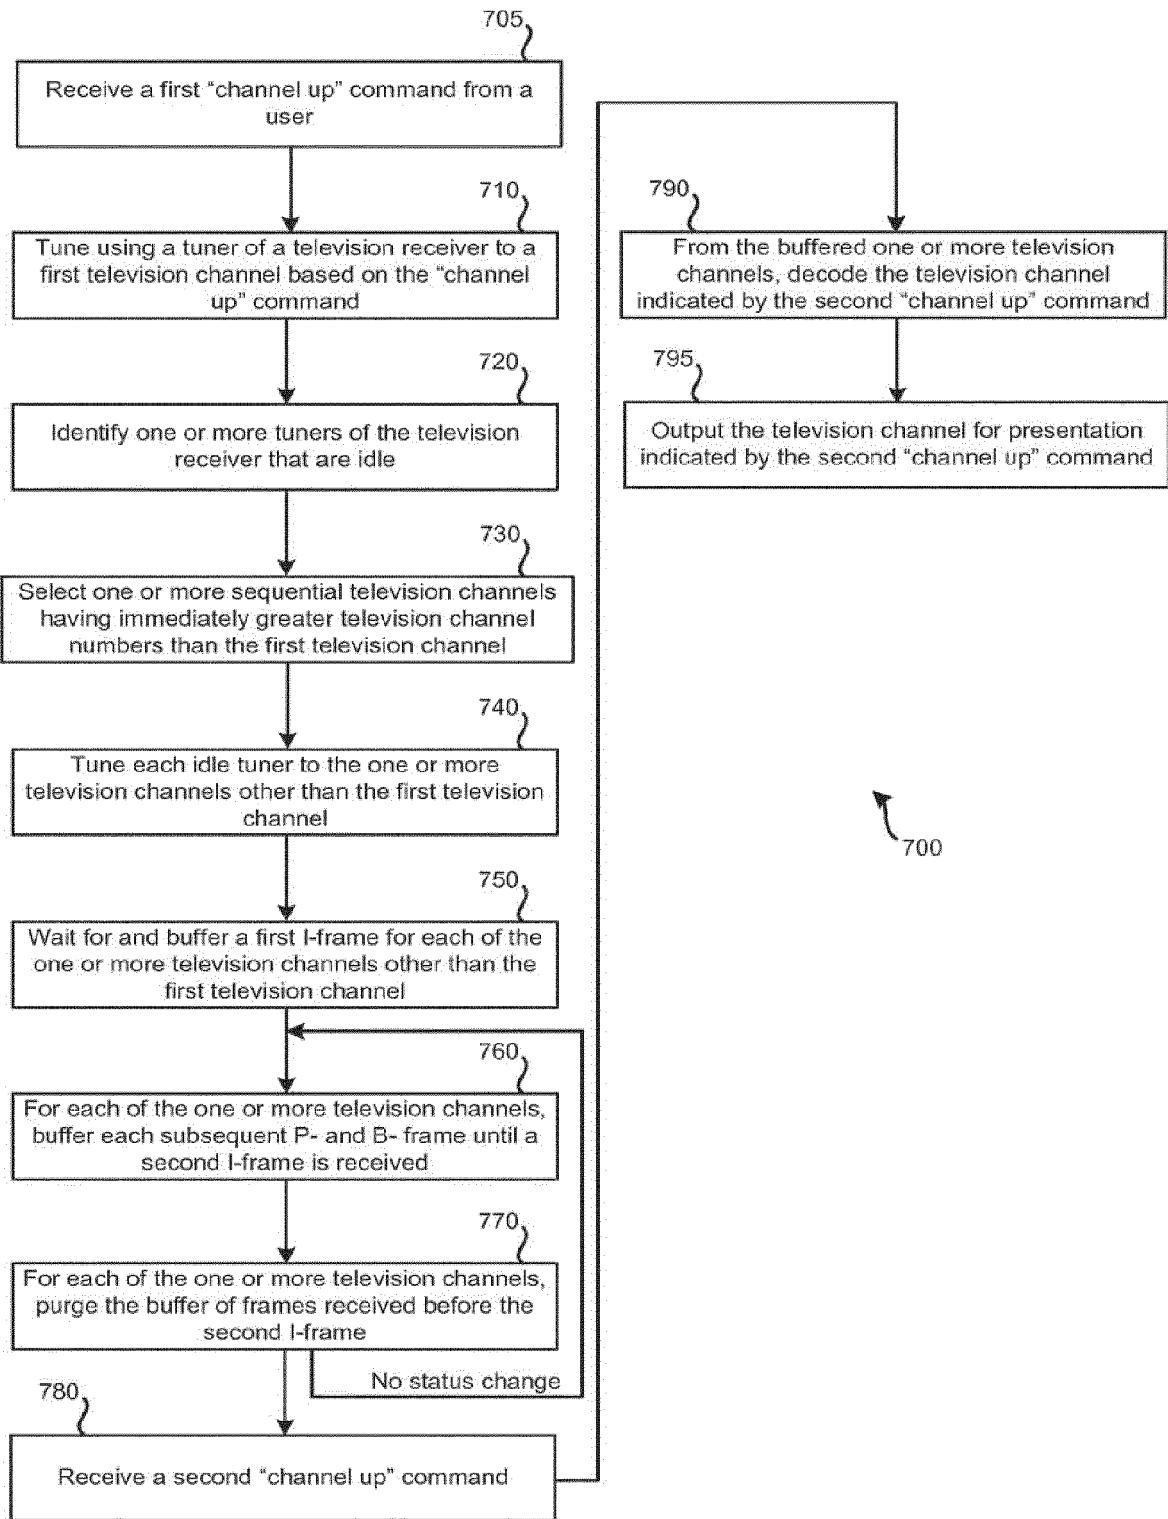 705
Receive a first “channel up” command from a
user
710
Tune using a tuner of a television receiver to a
first television channel based on the “channel
up” command
720
Identify one or more tuners of the television
receiver that are idle
730
Select one or more sequential television channels
having immediately greater television channel
numbers than the first television channel
740
Tune each idle tuner to the one or more
television channels other than the first television
channel
750
Wait for and buffer a first I-frame for each of the
one or more television channels other than the
first television channel
760
For each of the one or more television channels,
buffer each subsequent P- and B- frame until a
second I-frame is received
770
For each of the one or more television channels,
purge the buffer of frames received before the
second I-frame
No status change
780
Receive a second “channel up” command
790
From the buffered one or more television
channels, decode the television channel
indicated by the second “channel up” command
795
Output the television channel for presentation
indicated by the second “channel up” command
700